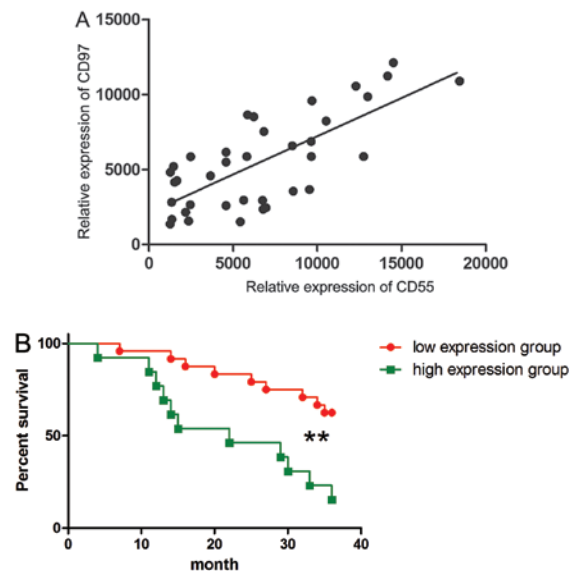 A
Relative expression of CD97
15000
10000
5000
0
0 5000 10000 15000 20000
Relative expression of CD55
B
Percent survival
100
50
0
0 10 20 30 40
month
low expression group
high expression group
**